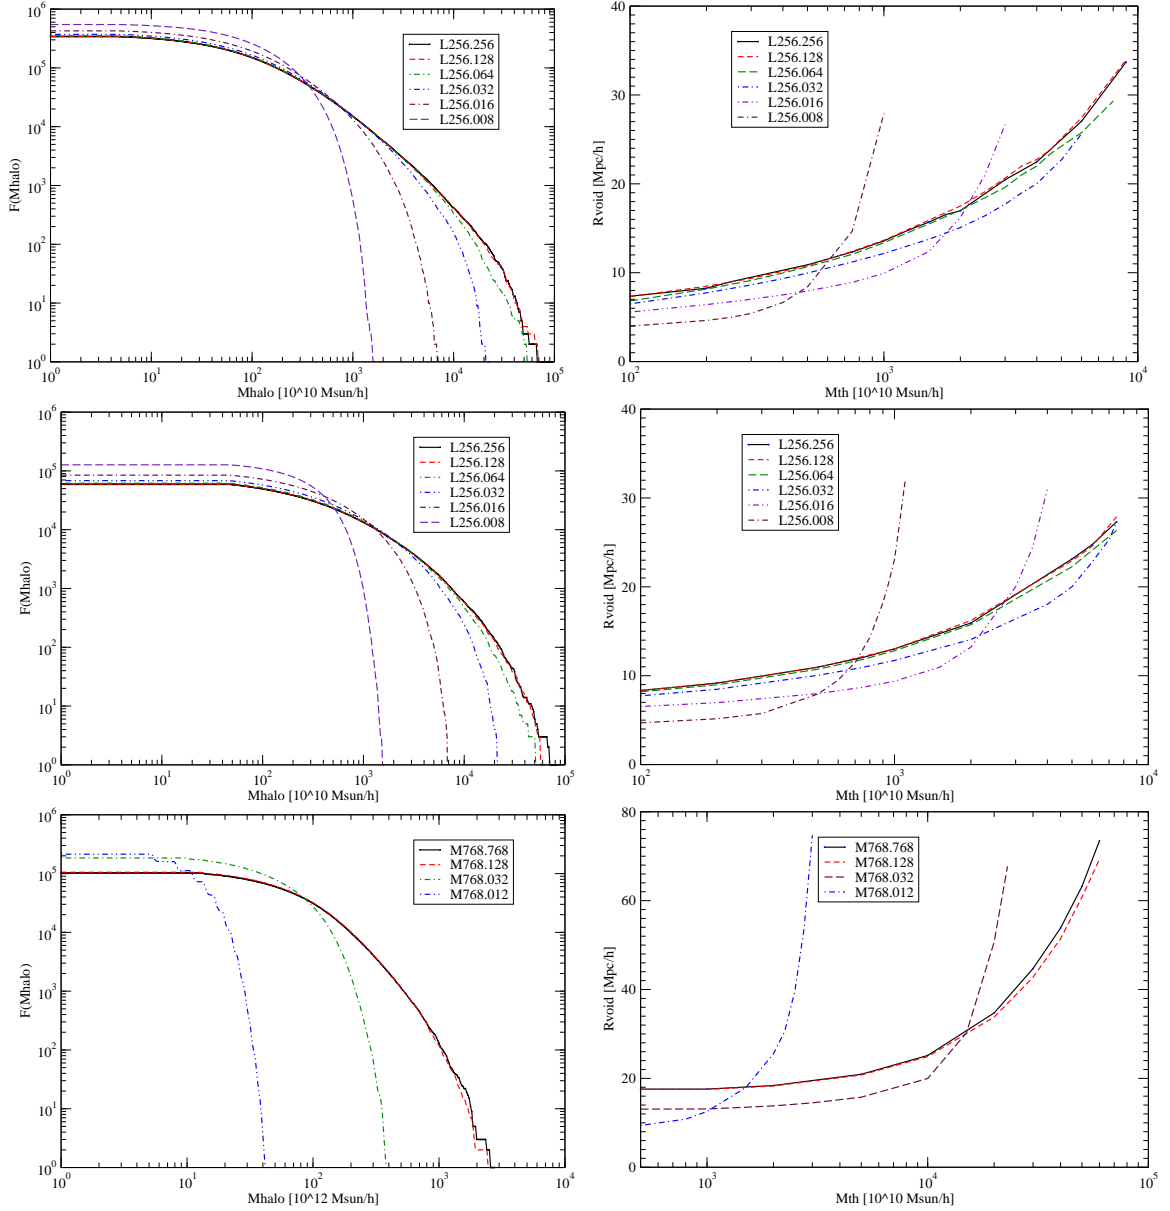 F(Mhalo)
10^6
10^5
10^4
10^3
10^2
10^1
10^0
L256.256
L256.128
L256.064
L256.032
L256.016
L256.008
10^0 10^1 10^2 10^3 10^4 10^5
Mhalo [10^10 Msun/h]
Rvoid [Mpc/h]
40
30
20
10
0
L256.256
L256.128
L256.064
L256.032
L256.016
L256.008
10^2 10^3 10^4
Mth [10^10 Msun/h]
F(Mhalo)
10^6
10^5
10^4
10^3
10^2
10^1
10^0
L256.256
L256.128
L256.064
L256.032
L256.016
L256.008
10^0 10^1 10^2 10^3 10^4 10^5
Mhalo [10^10 Msun/h]
Rvoid [Mpc/h]
40
30
20
10
0
L256.256
L256.128
L256.064
L256.032
L256.016
L256.008
10^2 10^3 10^4
Mth [10^10 Msun/h]
F(Mhalo)
10^6
10^5
10^4
10^3
10^2
10^1
10^0
M768.768
M768.128
M768.032
M768.012
10^0 10^1 10^2 10^3 10^4
Mhalo [10^12 Msun/h]
Rvoid [Mpc/h]
80
60
40
20
0
M768.768
M768.128
M768.032
M768.012
10^3 10^4 10^5
Mth [10^10 Msun/h]